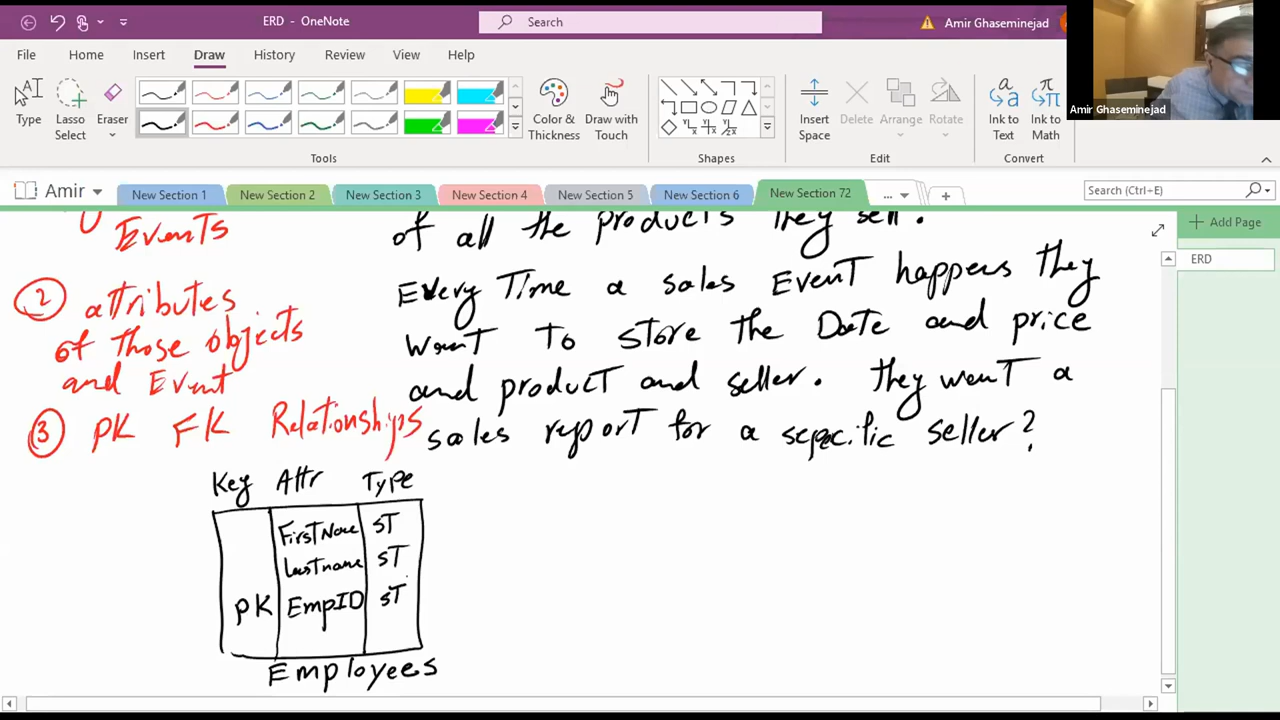 ERD - OneNote
Search
Amir Ghaseminejad
File Home Insert Draw History Review View Help
Type
Lasso Select
Eraser
Color & Thickness
Draw with Touch
Insert Space
Delete
Arrange
Rotate
Ink to Text
Ink to Math
Tools
Shapes
Edit
Convert
Amir Ghaseminejad
Amir
New Section 1
New Section 2
New Section 3
New Section 4
New Section 5
New Section 6
New Section 72
...
Search (Ctrl+E)
Add Page
ERD
Events
② attributes
of those objects
and Event
③ PK FK Relationships
of all the products they sell.
Every Time a sales Event happens they
want To store the Date and price
and product and seller. they want a
sales report for a sepecific seller?
Key Attr Type
FirstName ST
Lastname ST
PK EmpID ST
Employees